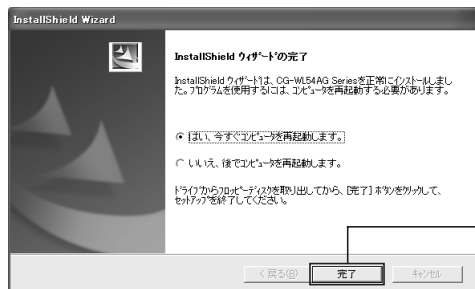 InstallShield Wizard
InstallShield ウィザードの完了
InstallShield ウィザードは、CG-WL54AG Seriesを正常にインストールしまし
た。プログラムを使用するには、コンピュータを再起動する必要があります。
はい、今すぐコンピュータを再起動します。
いいえ、後でコンピュータを再起動します。
ドライブからフロッピーディスクを取り出してから、[完了] ボタンをクリックして、
セットアップを終了してください。
< 戻る(B)
完了
キャンセル